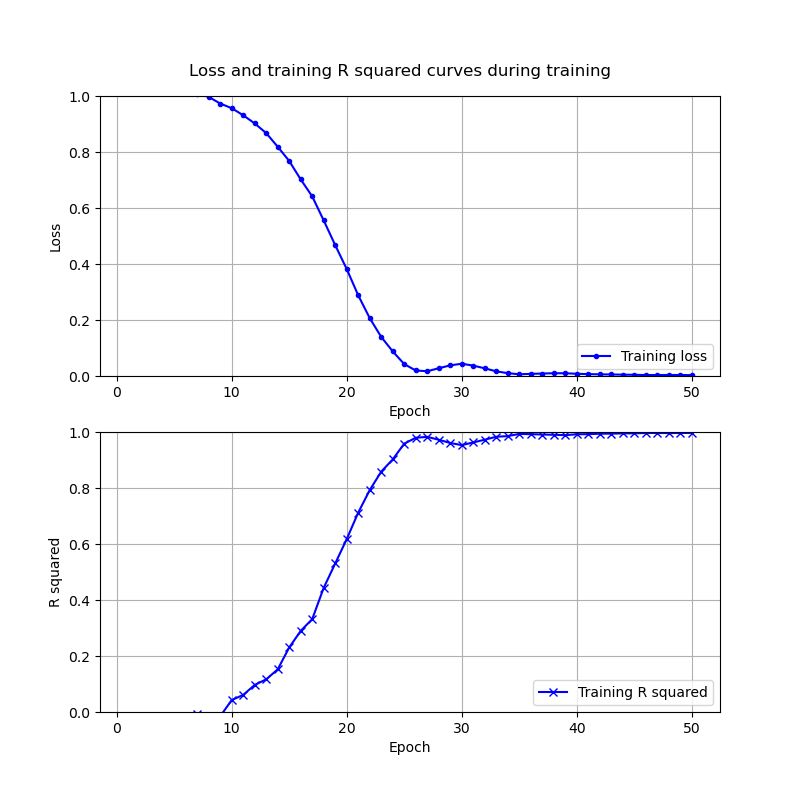 Loss and training R squared curves during training
1.0
0.8
0.6
0.4
0.2
0.0
Loss
Training loss
0 10 20 30 40 50
Epoch
1.0
0.8
0.6
0.4
0.2
0.0
R squared
Training R squared
0 10 20 30 40 50
Epoch